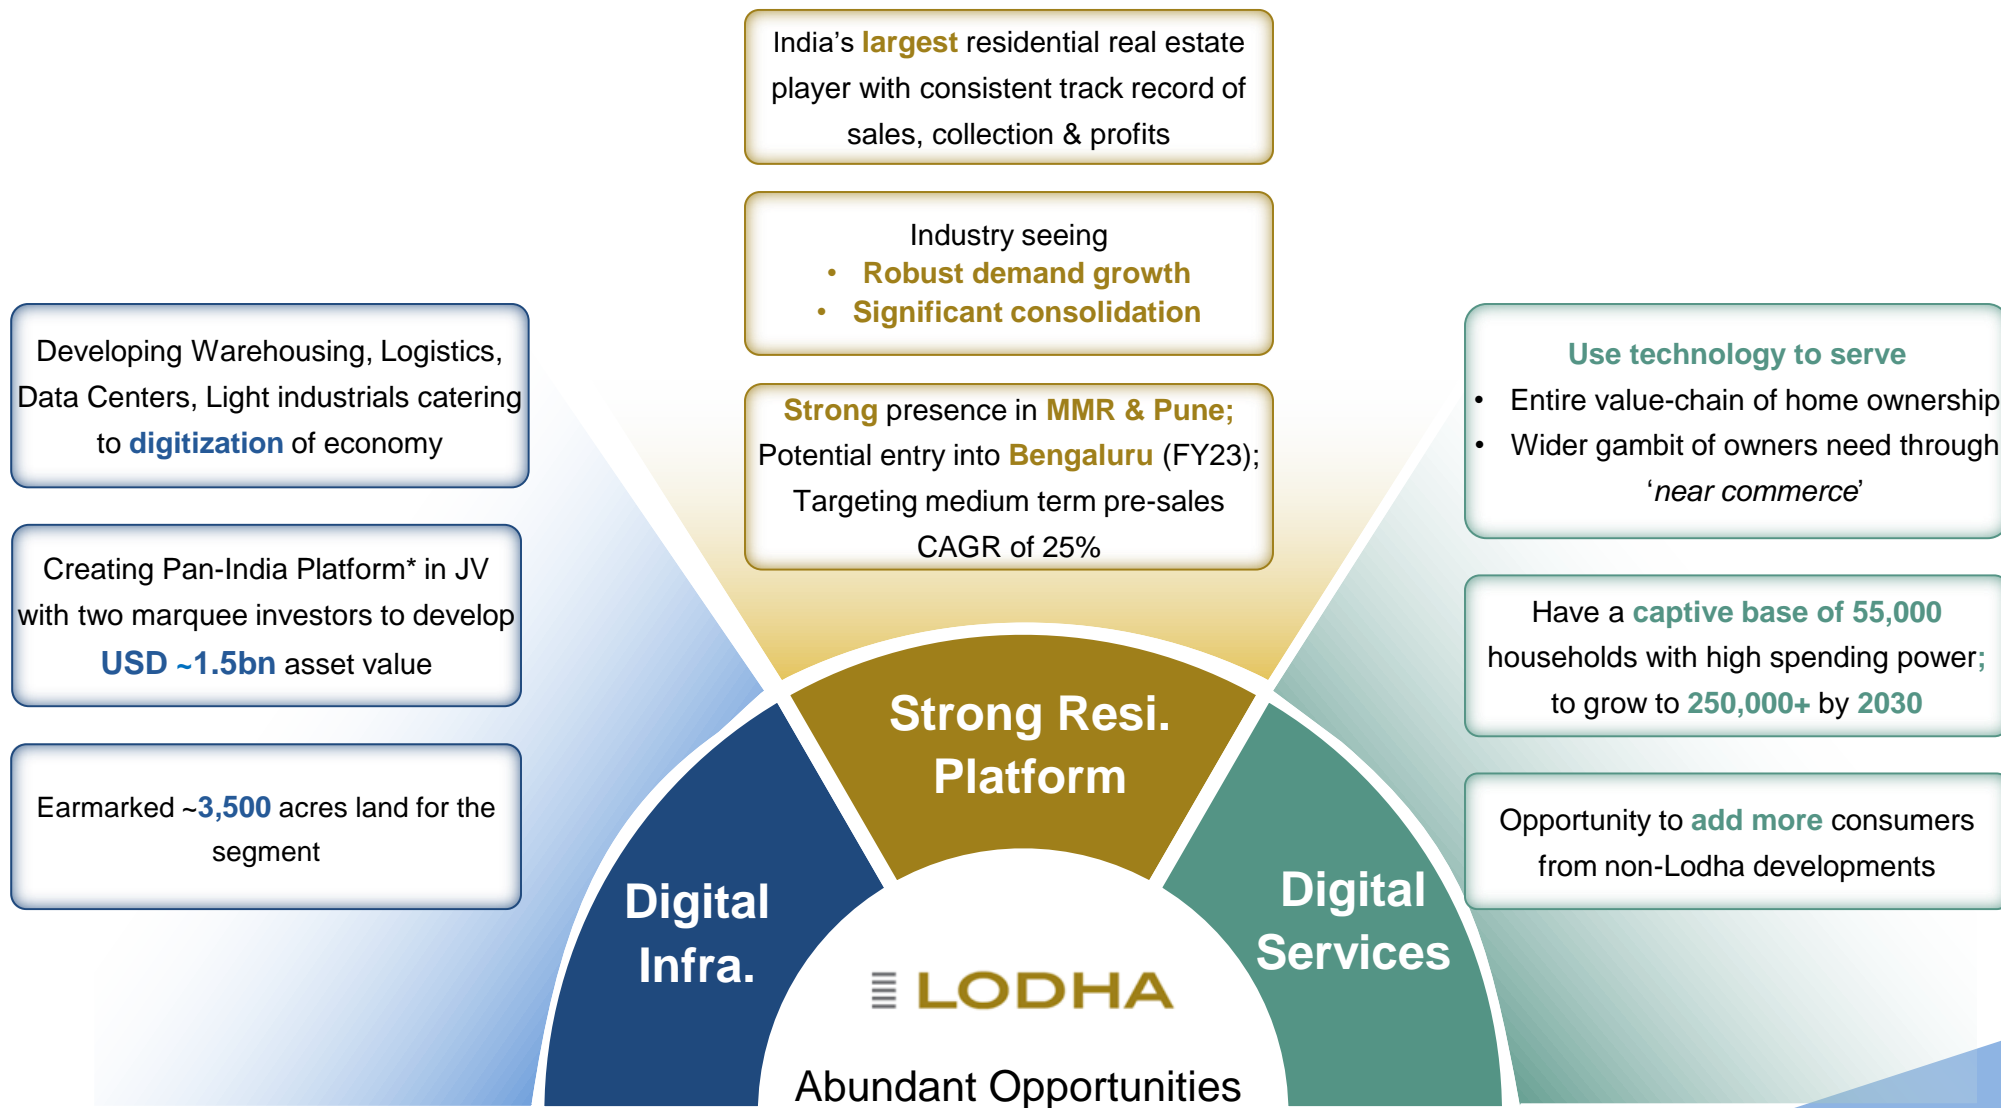 India's largest residential real estate
player with consistent track record of
sales, collection & profits
Industry seeing
• Robust demand growth
• Significant consolidation
Strong presence in MMR & Pune;
Potential entry into Bengaluru (FY23);
Targeting medium term pre-sales
CAGR of 25%
Developing Warehousing, Logistics,
Data Centers, Light industrials catering
to digitization of economy
Creating Pan-India Platform* in JV
with two marquee investors to develop
USD ~1.5bn asset value
Earmarked ~3,500 acres land for the
segment
Use technology to serve
• Entire value-chain of home ownership
• Wider gambit of owners need through
‘near commerce’
Have a captive base of 55,000
households with high spending power;
to grow to 250,000+ by 2030
Opportunity to add more consumers
from non-Lodha developments
Digital
Infra.
Strong Resi.
Platform
Digital
Services
LODHA
Abundant Opportunities